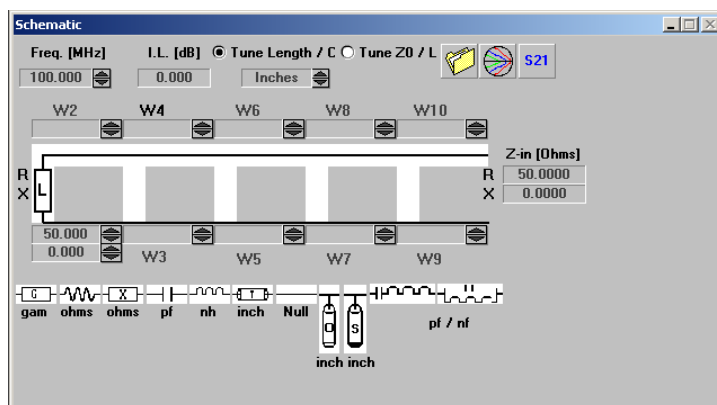 Schematic
Freq. [MHz] I.L. [dB] Tune Length / C Tune Z0 / L
100.000 0.000 Inches S21
W2 W4 W6 W8 W10
Z-in [Ohms]
R L R 50.0000
X X 0.0000
50.000
0.000 W3 W5 W7 W9
G X T
gam ohms ohms pf nh inch Null O S pf / nf
inch inch